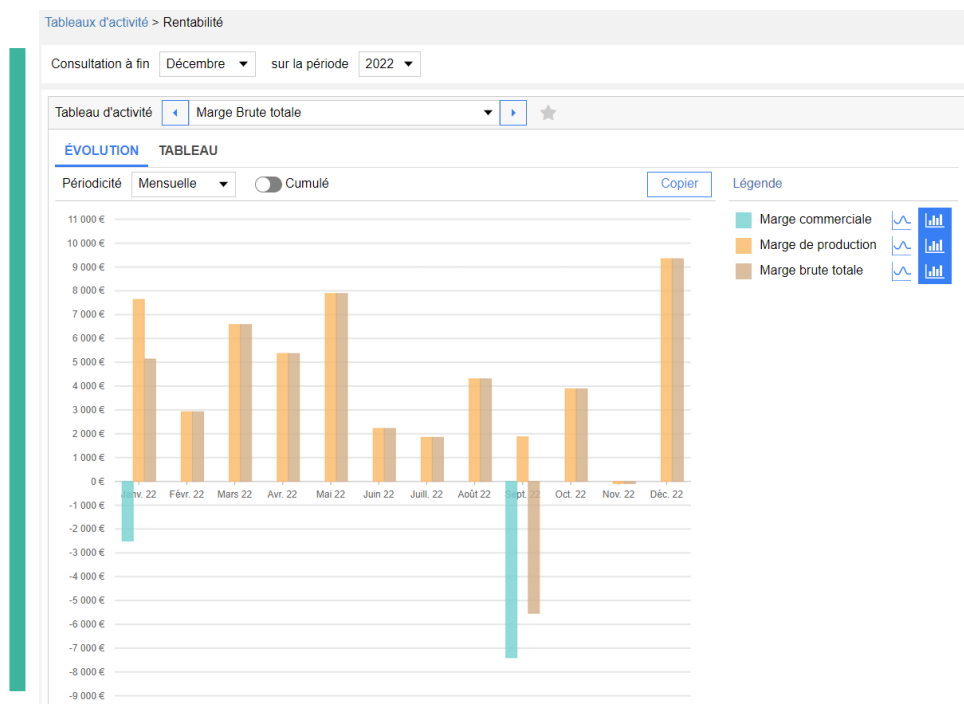 Tableaux d'activité > Rentabilité
Consultation à fin Décembre sur la période 2022
Tableau d'activité Marge Brute totale
ÉVOLUTION TABLEAU
Périodicité Mensuelle Cumulé Copier Légende
Marge commerciale
Marge de production
Marge brute totale
11 000 €
10 000 €
9 000 €
8 000 €
7 000 €
6 000 €
5 000 €
4 000 €
3 000 €
2 000 €
1 000 €
0 €
Janv. 22 Févr. 22 Mars 22 Avr. 22 Mai 22 Juin 22 Juill. 22 Août 22 Sept. 22 Oct. 22 Nov. 22 Déc. 22
-1 000 €
-2 000 €
-3 000 €
-4 000 €
-5 000 €
-6 000 €
-7 000 €
-8 000 €
-9 000 €